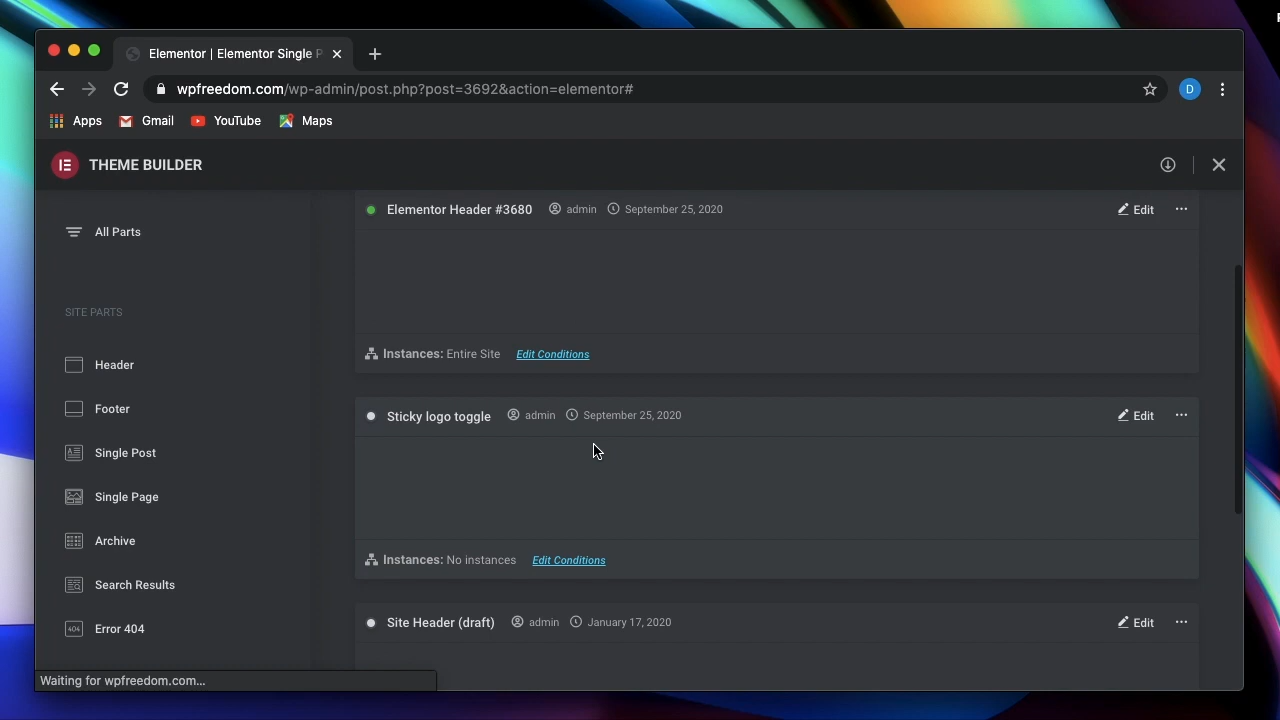 Elementor | Elementor Single P
wpfreedom.com/wp-admin/post.php?post=3692&action=elementor#
D
Apps
Gmail
YouTube
Maps
THEME BUILDER
All Parts
SITE PARTS
Header
Footer
Single Post
Single Page
Archive
Search Results
404 Error 404
Elementor Header #3680 admin September 25, 2020 Edit
Instances: Entire Site Edit Conditions
Sticky logo toggle admin September 25, 2020 Edit
Instances: No instances Edit Conditions
Site Header (draft) admin January 17, 2020 Edit
Waiting for wpfreedom.com...